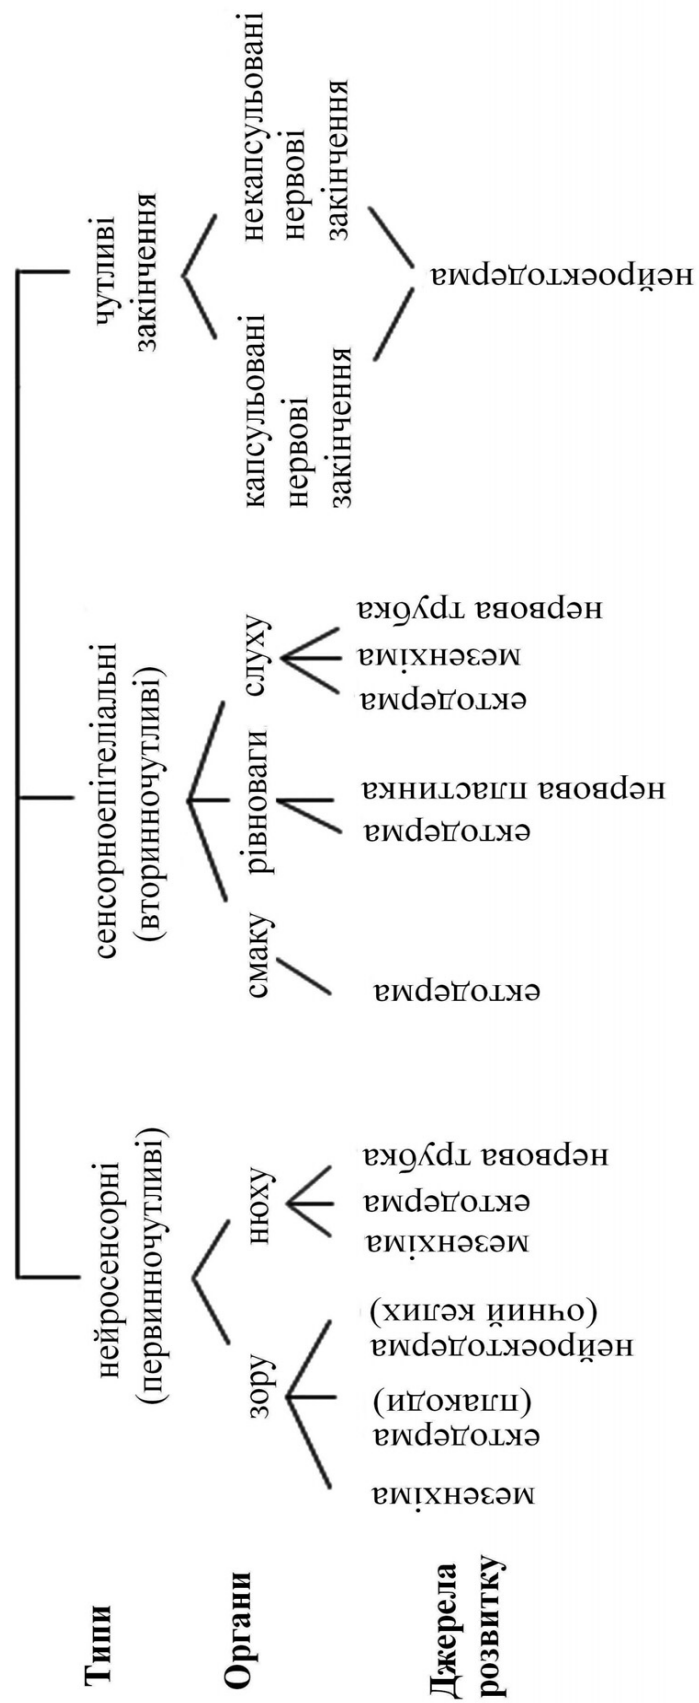 Типи
нейросенсорні
(первинночутливі)
сенсорноепітеліальні
(вторинночутливі)
чутливі
закінчення
Органи
зору
нюху
смаку
рівноваги
слуху
капсульовані
нервові
закінчення
некапсульовані
нервові
закінчення
Джерела
розвитку
мезенхіма
ектодерма
(плакоди)
нейроектодерма
(очний келих)
мезенхіма
ектодерма
нервова трубка
ектодерма
ектодерма
нервова пластинка
ектодерма
мезенхіма
нервова трубка
нейроектодерма